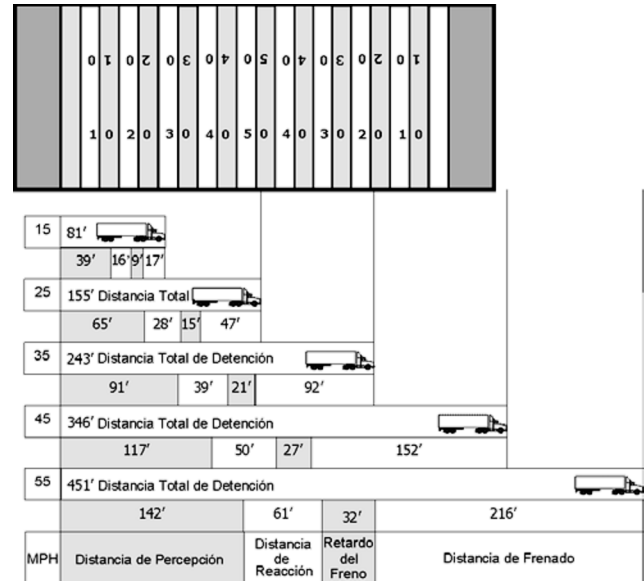 0 1 0 2 0 3 0 4 0 5 0 4 0 3 0 2 0 1
1 0 2 0 3 0 4 0 5 0 4 0 3 0 2 0 1 0
15 81′
39′ 16′ 9′ 17′
25 155′ Distancia Total
65′ 28′ 15′ 47′
35 243′ Distancia Total de Detención
91′ 39′ 21′ 92′
45 346′ Distancia Total de Detención
117′ 50′ 27′ 152′
55 451′ Distancia Total de Detención
142′ 61′ 32′ 216′
MPH
Distancia de Percepción
Distancia
de
Reacción
Retardo
del
Freno
Distancia de Frenado